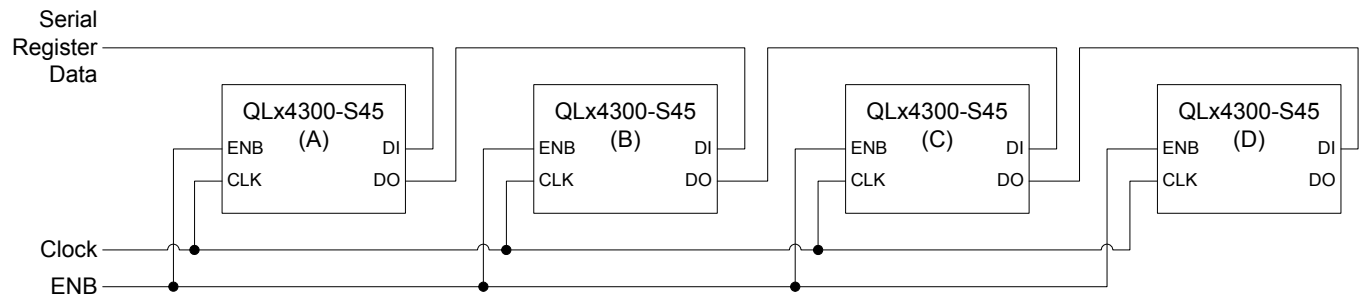 Serial
Register
Data
QLx4300-S45
(A)
ENB
DI
CLK
DO
QLx4300-S45
(B)
ENB
DI
CLK
DO
QLx4300-S45
(C)
ENB
DI
CLK
DO
QLx4300-S45
(D)
ENB
DI
CLK
DO
Clock
ENB